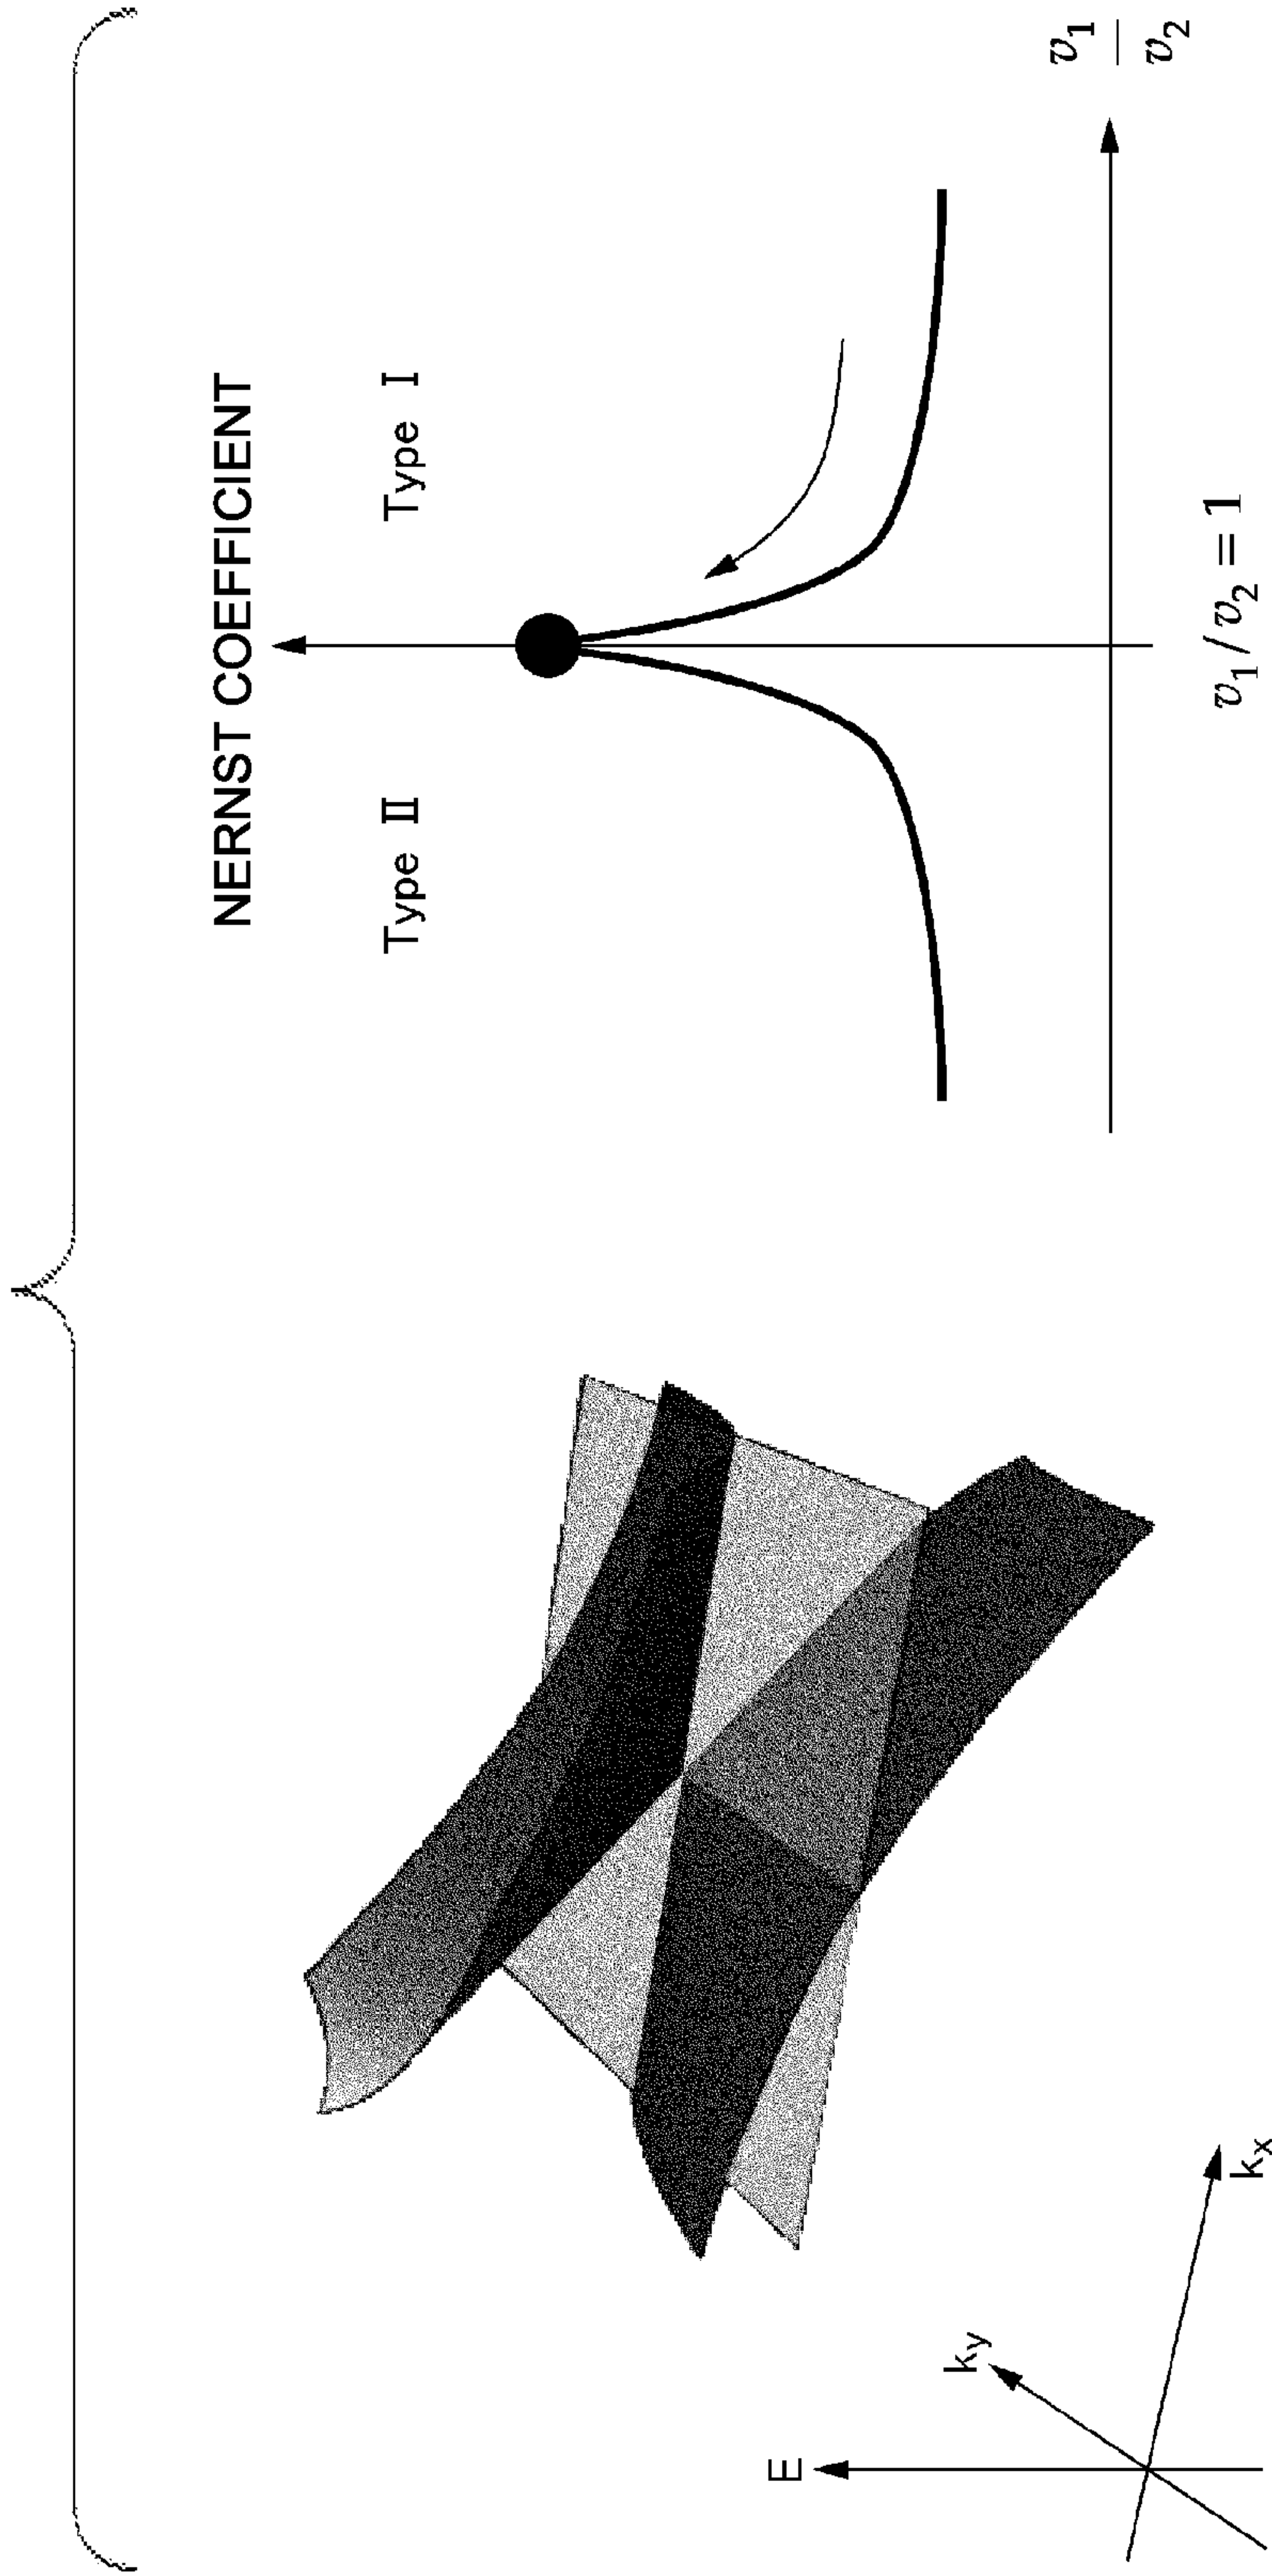 E
k_y
k_x
NERNST COEFFICIENT
Type Ⅱ Type Ⅰ
v_1
v_2
v_1 / v_2 = 1